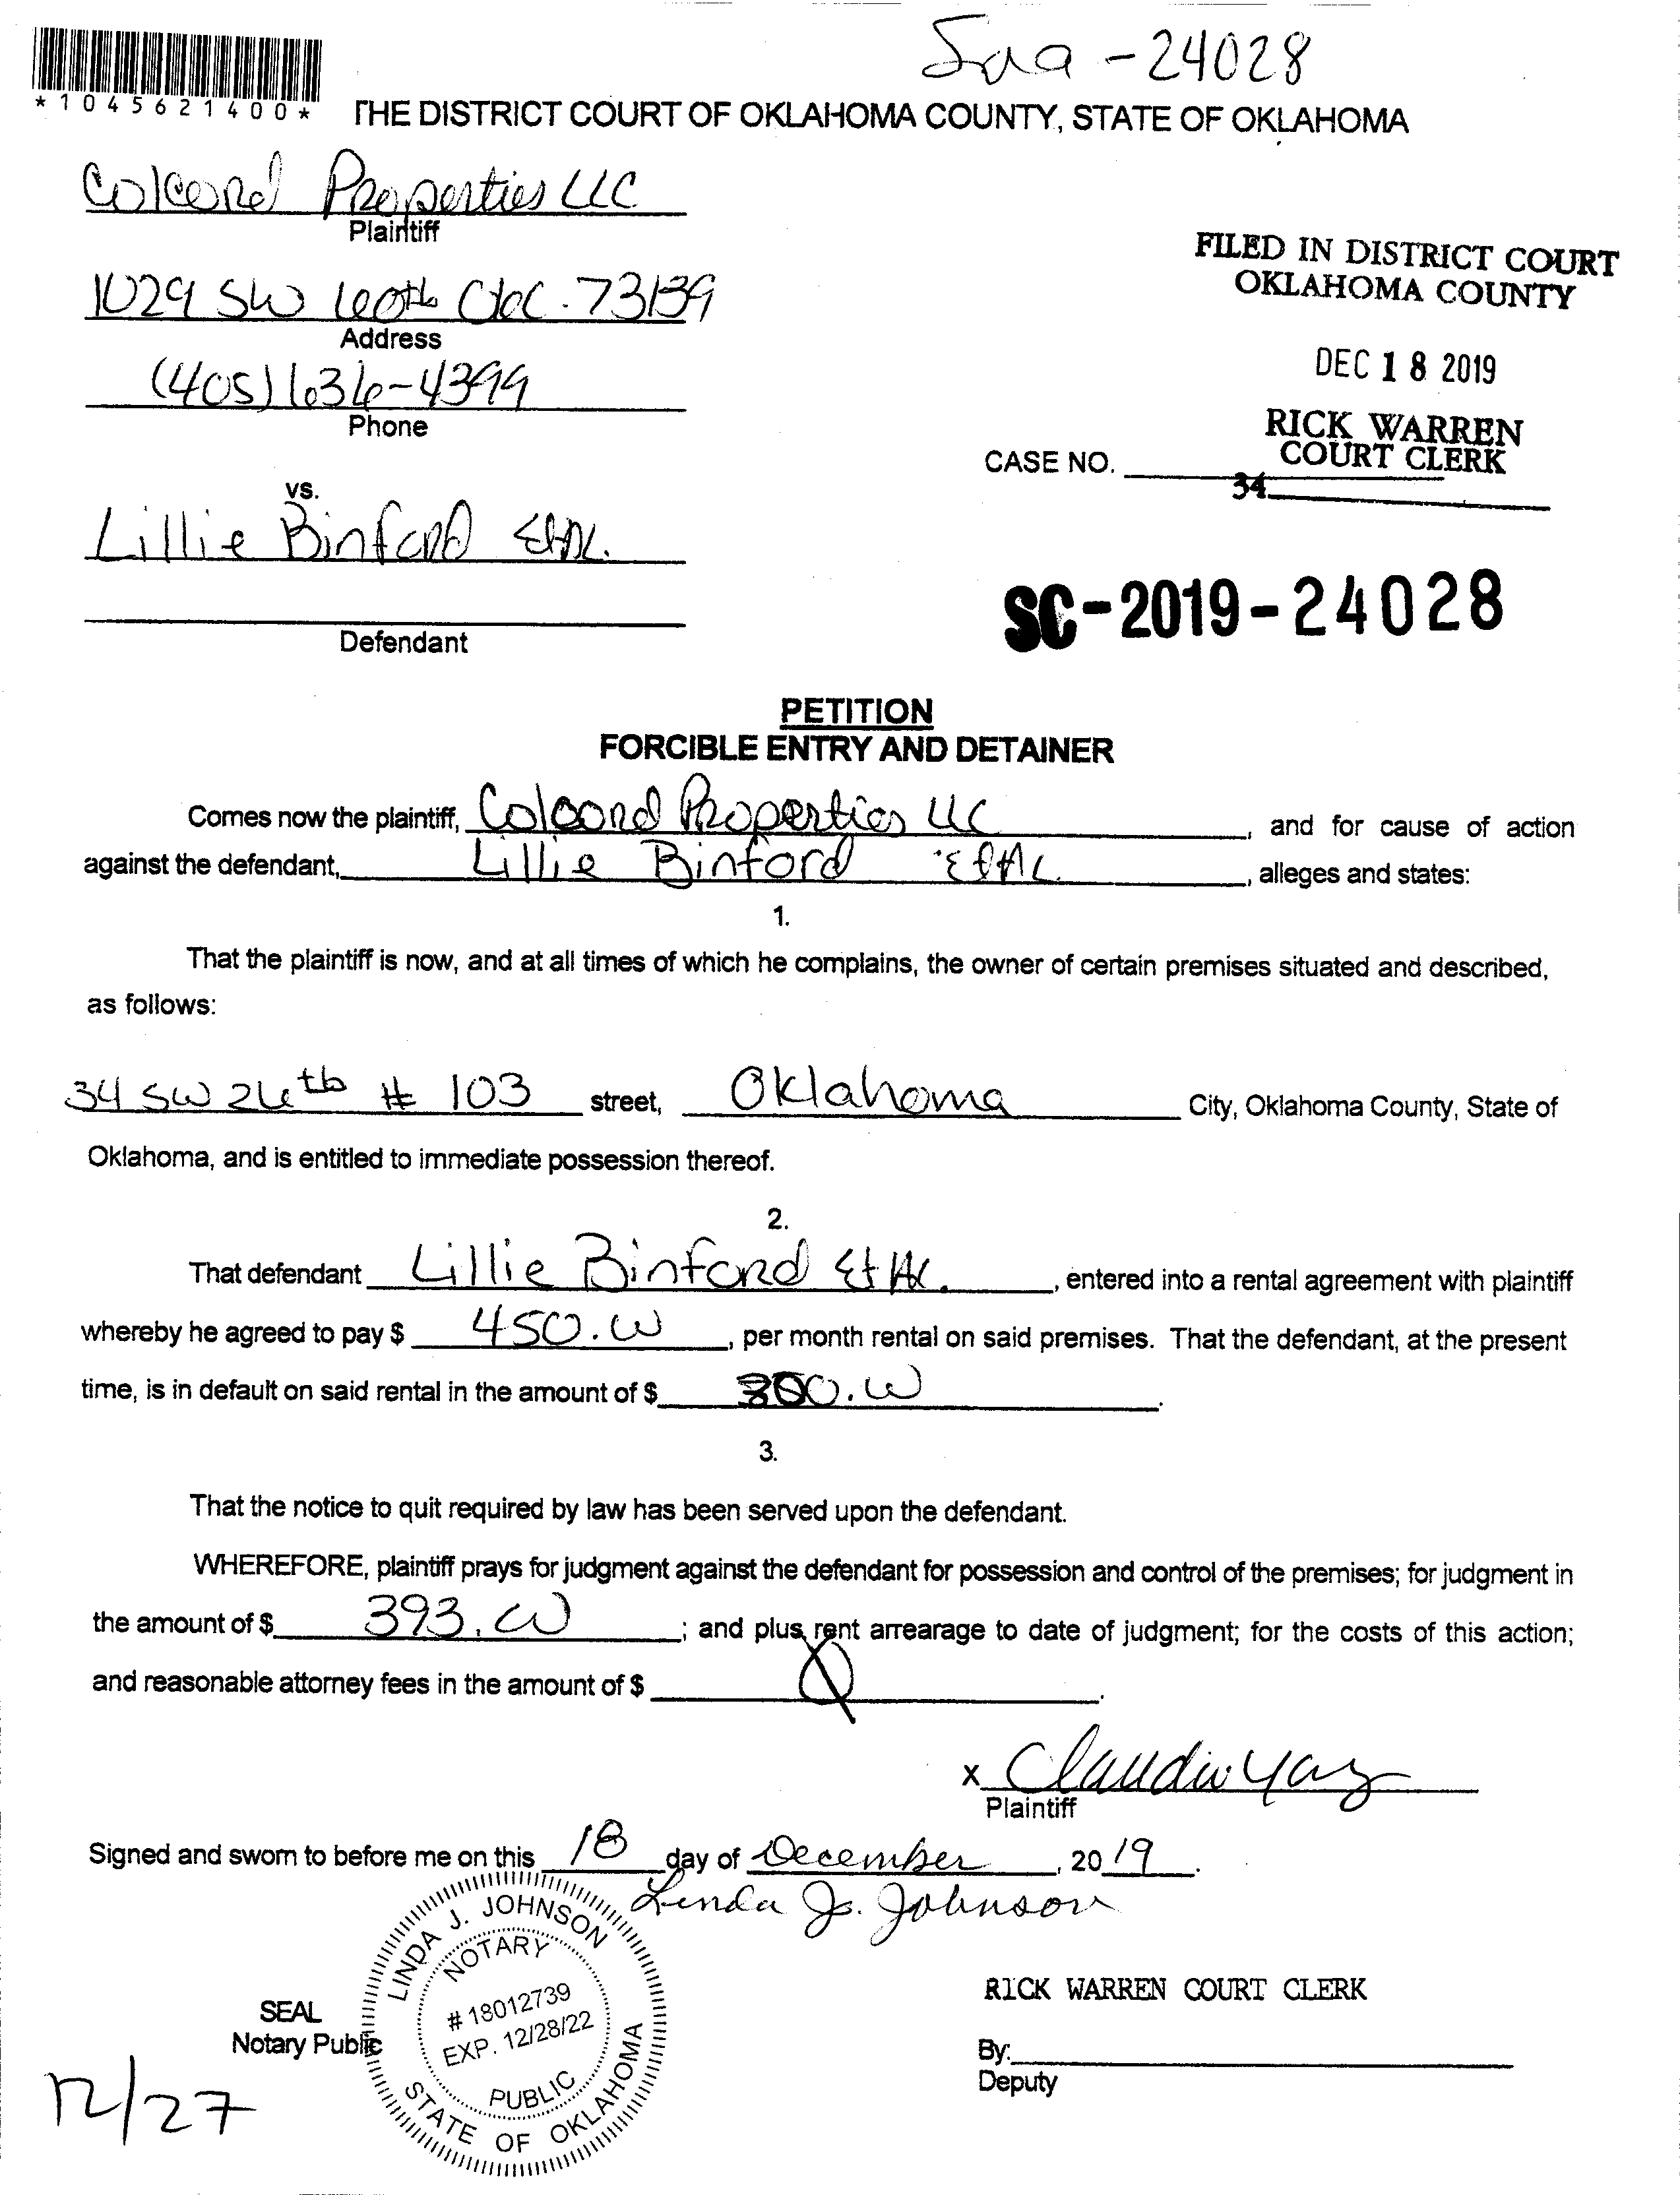 -24028
*1045621400*
THE DISTRICT COURT OF OKLAHOMA COUNTY, STATE OF OKLAHOMA
Colcord Properties LLC
Plaintiff
1029 SW 60th OKC. 73139
Address
(405) 636-4399
Phone
FILED IN DISTRICT COURT
OKLAHOMA COUNTY
DEC 18 2019
RICK WARREN
COURT CLERK
CASE NO.
34
vs.
Lillie Binford EtAL.
Defendant
SC-2019-24028
PETITION
FORCIBLE ENTRY AND DETAINER
Comes now the plaintiff, Colcord Properties LLC, and for cause of action
against the defendant, Lillie Binford EtAL., alleges and states:
1.
That the plaintiff is now, and at all times of which he complains, the owner of certain premises situated and described,
as follows:
34 SW 26th # 103 street, Oklahoma City, Oklahoma County, State of
Oklahoma, and is entitled to immediate possession thereof.
2.
That defendant Lillie Binford Et AL., entered into a rental agreement with plaintiff
whereby he agreed to pay $ 450.00, per month rental on said premises. That the defendant, at the present
time, is in default on said rental in the amount of $ .00.
3.
That the notice to quit required by law has been served upon the defendant.
WHEREFORE, plaintiff prays for judgment against the defendant for possession and control of the premises; for judgment in
the amount of $ 393.00; and plus rent arrearage to date of judgment; for the costs of this action;
and reasonable attorney fees in the amount of $ 0.
x Claudia
Plaintiff
Signed and sworn to before me on this 18 day of December, 2019.
Linda J. Johnson
LINDA J. JOHNSON
NOTARY
# 18012739
EXP. 12/28/22
PUBLIC
STATE OF OKLAHOMA
SEAL
Notary Public
RICK WARREN COURT CLERK
By:
Deputy
12/27